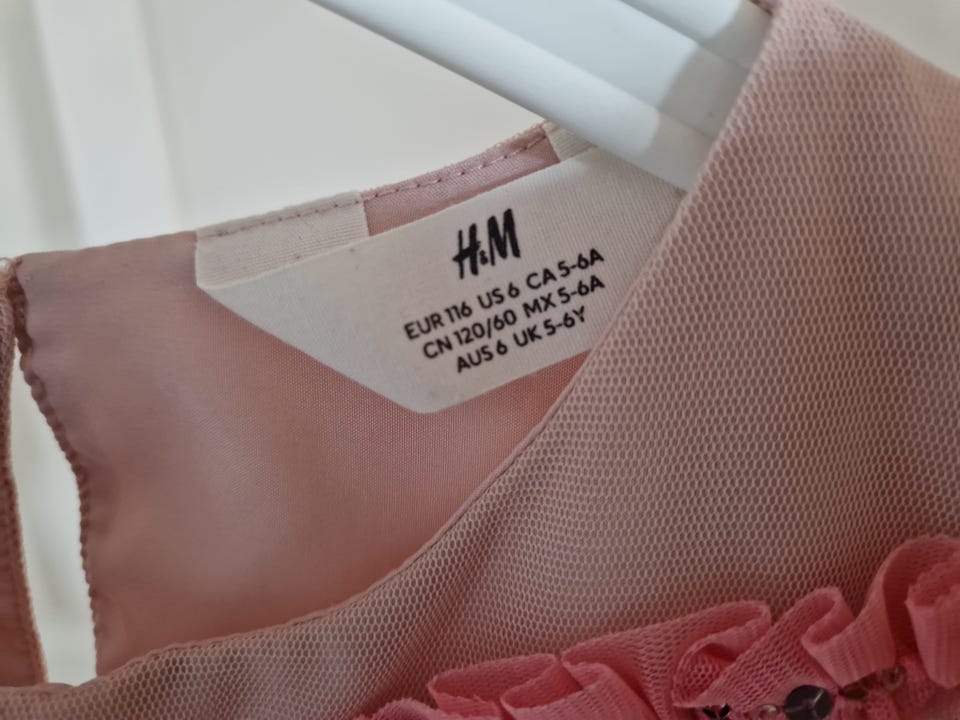 H&M
EUR 116 US 6 CA 5-6A
CN 120/60 MX 5-6A
AUS 6 UK 5-6Y